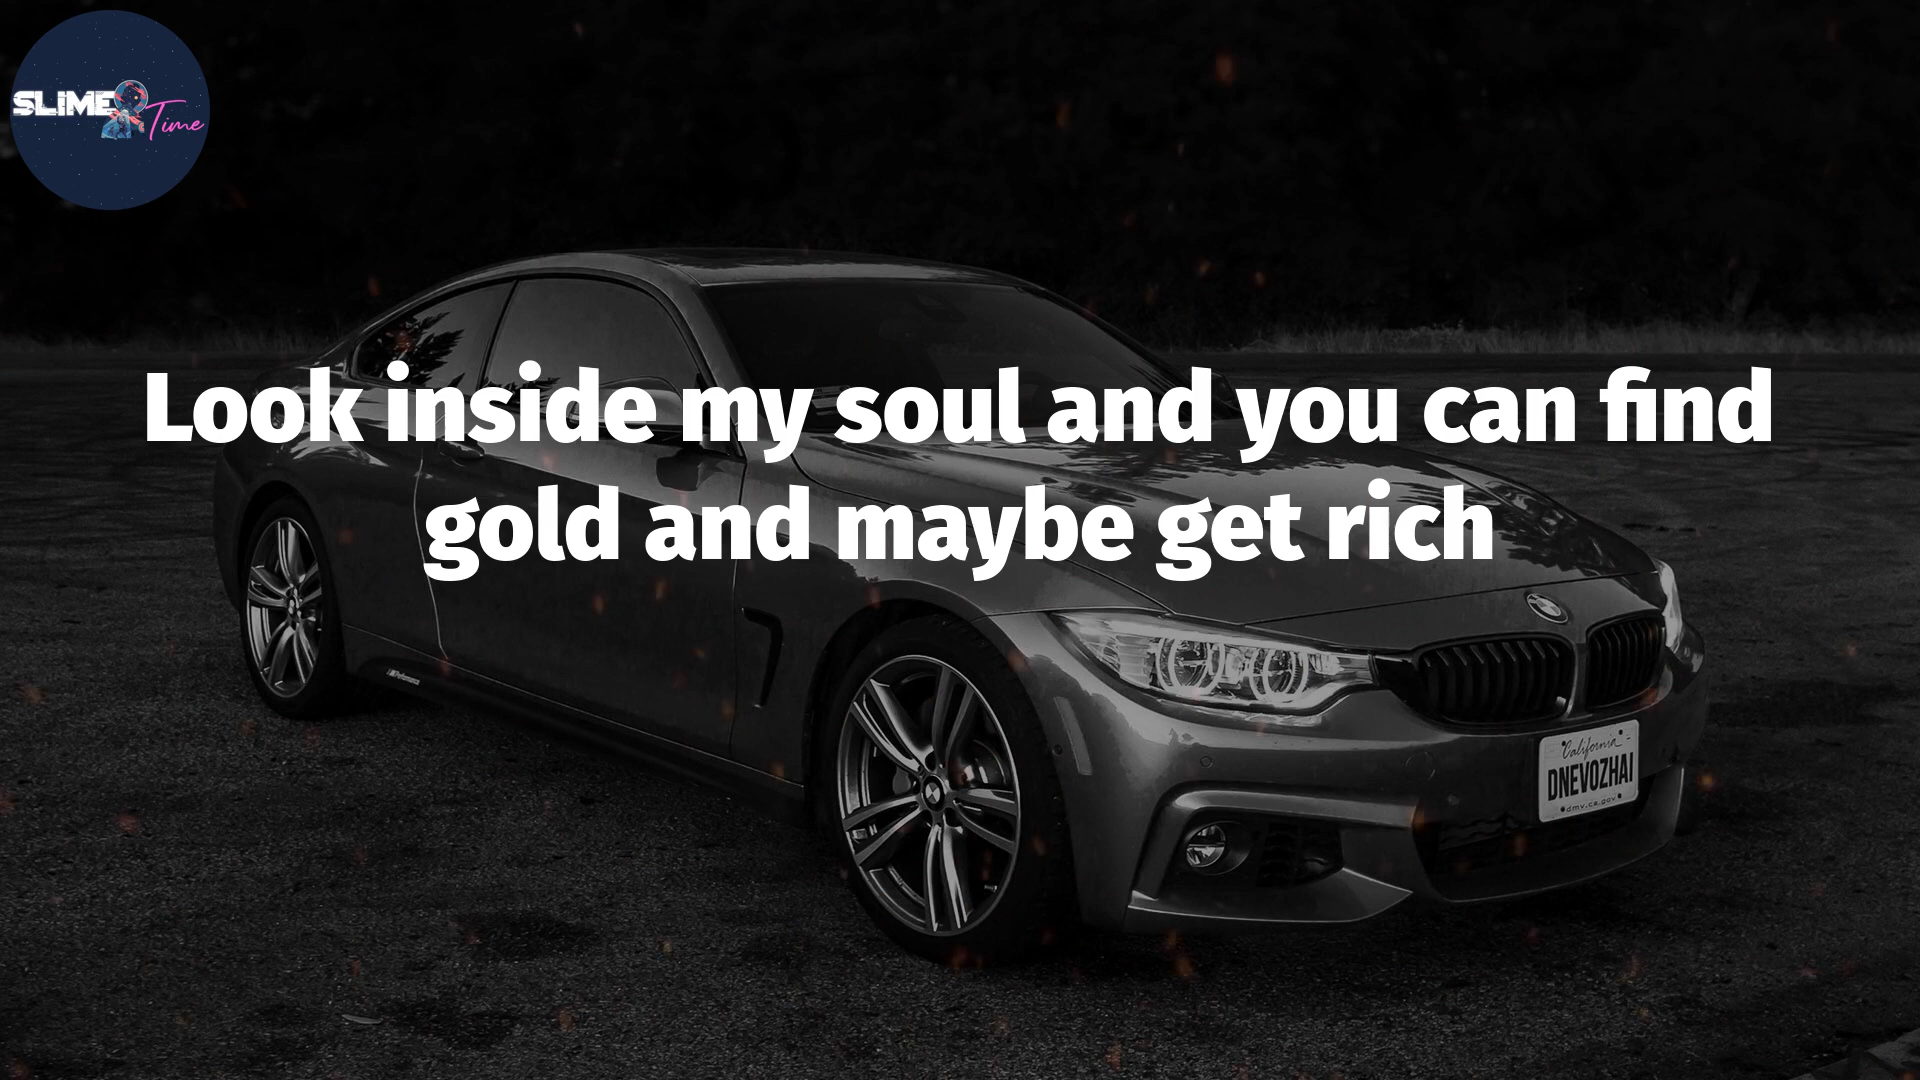 SLIME Time
Look inside my soul and you can find
gold and maybe get rich
California
DNEVOZHAI
dmv.ca.gov